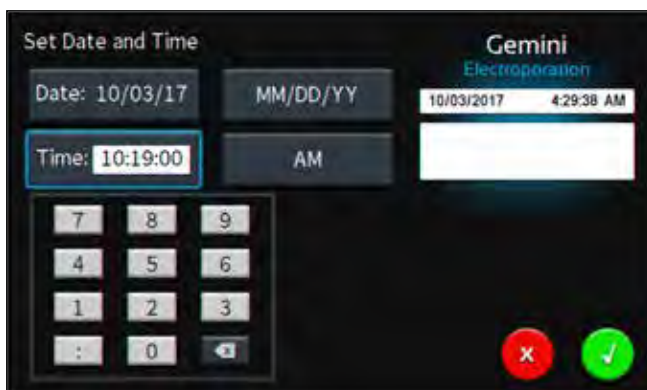 Set Date and Time
Gemini
Electroporation
Date: 10/03/17 MM/DD/YY
10/03/2017 4:29:38 AM
Time: 10:19:00 AM
7 8 9
4 5 6
1 2 3
: 0